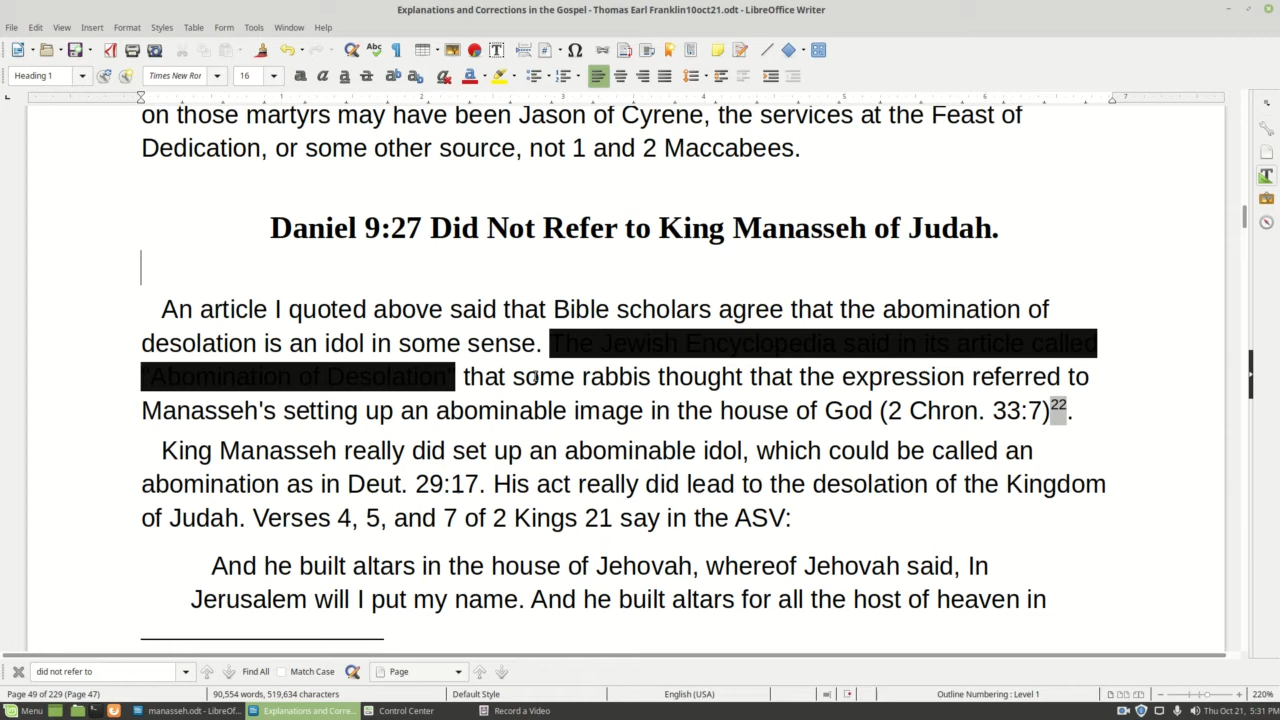 Explanations and Corrections in the Gospel - Thomas Earl Franklin10oct21.odt - LibreOffice Writer
File Edit View Insert Format Styles Table Form Tools Window Help
Heading 1 Times New Ror 16
1 2 3 4 5 6 7
on those martyrs may have been Jason of Cyrene, the services at the Feast of
Dedication, or some other source, not 1 and 2 Maccabees.
Daniel 9:27 Did Not Refer to King Manasseh of Judah.
An article I quoted above said that Bible scholars agree that the abomination of
desolation is an idol in some sense. The Jewish Encyclopedia said in its article called
"Abomination of Desolation" that some rabbis thought that the expression referred to
Manasseh's setting up an abominable image in the house of God (2 Chron. 33:7)22.
King Manasseh really did set up an abominable idol, which could be called an
abomination as in Deut. 29:17. His act really did lead to the desolation of the Kingdom
of Judah. Verses 4, 5, and 7 of 2 Kings 21 say in the ASV:
And he built altars in the house of Jehovah, whereof Jehovah said, In
Jerusalem will I put my name. And he built altars for all the host of heaven in
did not refer to Find All Match Case Page
Page 49 of 229 (Page 47) 90,554 words, 519,634 characters Default Style English (USA) Outline Numbering : Level 1 220%
Menu manasseh.odt - LibreOf... Explanations and Corre... Control Center Record a Video Thu Oct 21, 5:31 PM